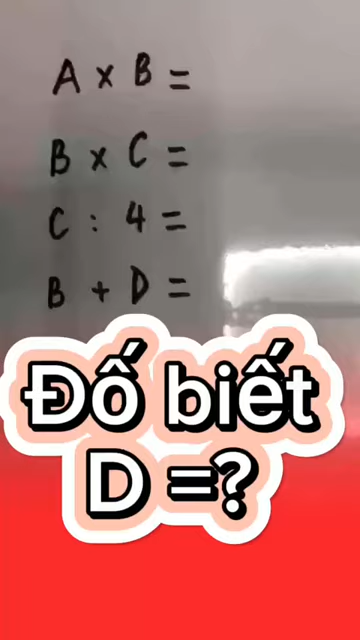 A x B =
B x C =
C : 4 =
B + D =
Đố biết
D =?